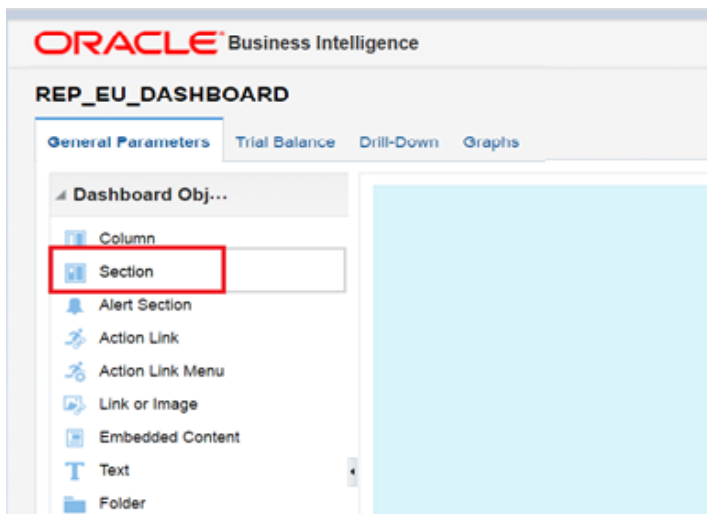 ORACLE Business Intelligence
REP_EU_DASHBOARD
General Parameters Trial Balance Drill-Down Graphs
Dashboard Obj...
Column
Section
Alert Section
Action Link
Action Link Menu
Link or Image
Embedded Content
Text
Folder